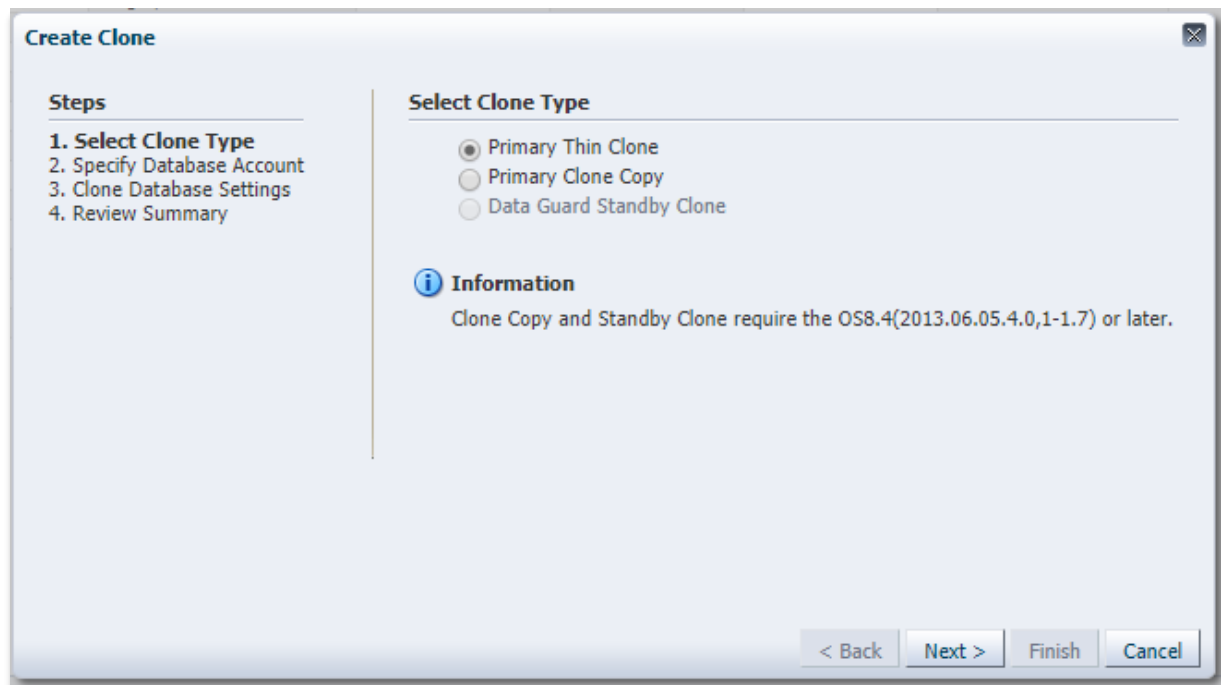 Create Clone
Steps
1. Select Clone Type
2. Specify Database Account
3. Clone Database Settings
4. Review Summary
Select Clone Type
Primary Thin Clone
Primary Clone Copy
Data Guard Standby Clone
Information
Clone Copy and Standby Clone require the OS8.4(2013.06.05.4.0,1-1.7) or later.
< Back
Next >
Finish
Cancel